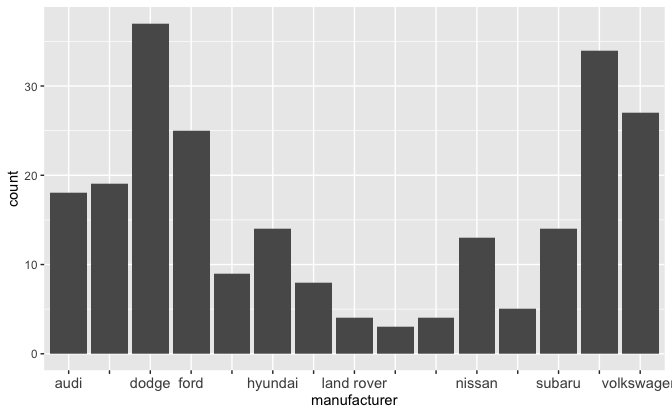 count
30
20
10
0
audi dodge ford hyundai land rover nissan subaru volkswagen
manufacturer